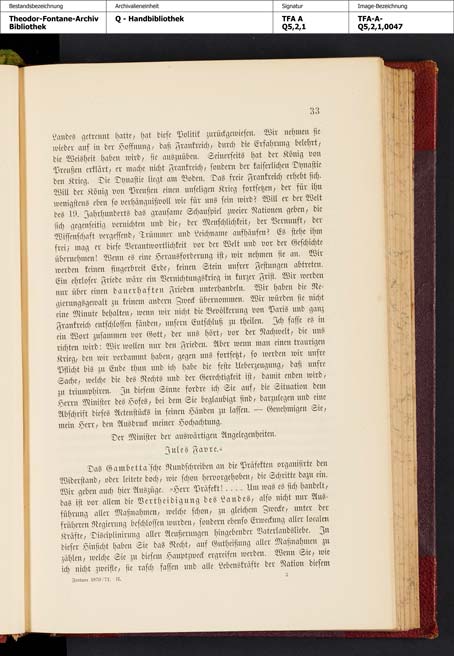 Bestandsbezeichnung
Archivalieneinheit
Signatur
Image-Bezeichnung
Theodor-Fontane-Archiv
Bibliothek
Q - Handbibliothek
TFA A
Q5,2,1
TFA-A-
Q5,2,1,0047
33
Landes getrennt hatte, hat diese Politik zurückgewiesen. Wir nehmen sie
wieder auf in der Hoffnung, daß Frankreich, durch die Erfahrung belehrt,
die Weisheit haben wird, sie auszuüben. Seinerseits hat der König von
Preußen erklärt, er mache nicht Frankreich, sondern der kaiserlichen Dynastie
den Krieg. Die Dynastie liegt am Boden. Das freie Frankreich erhebt sich.
Will der König von Preußen einen unseligen Krieg fortsetzen, der für ihn
wenigstens eben so verhängnißvoll wie für uns sein wird? Will er der Welt
des 19. Jahrhunderts das grausame Schauspiel zweier Nationen geben, die
sich gegenseitig vernichten und die, der Menschlichkeit, der Vernunft, der
Wissenschaft vergessend, Trümmer und Leichname aufhäufen? Es stehe ihm
frei; mag er diese Verantwortlichkeit vor der Welt und vor der Geschichte
übernehmen! Wenn es eine Herausforderung ist, wir nehmen sie an. Wir
werden keinen fingerbreit Erde, keinen Stein unsrer Festungen abtreten.
Ein ehrloser Friede wäre ein Vernichtungskrieg in kurzer Frist. Wir werden
nur über einen dauerhaften Frieden unterhandeln. Wir haben die Re-
gierungsgewalt zu keinem andern Zweck übernommen. Wir würden sie nicht
eine Minute behalten, wenn wir nicht die Bevölkerung von Paris und ganz
Frankreich entschlossen fänden, unsern Entschluß zu theilen. Ich fasse es in
ein Wort zusammen vor Gott, der uns hört, vor der Nachwelt, die uns
richten wird: Wir wollen nur den Frieden. Aber wenn man einen traurigen
Krieg, den wir verdammt haben, gegen uns fortsetzt, so werden wir unsre
Pflicht bis zu Ende thun und ich habe die feste Ueberzeugung, daß unsre
Sache, welche die des Rechts und der Gerechtigkeit ist, damit enden wird,
zu triumphiren. In diesem Sinne fordre ich Sie auf, die Situation dem
Herrn Minister des Hofes, bei dem Sie beglaubigt sind, darzulegen und eine
Abschrift dieses Actenstücks in seinen Händen zu lassen. — Genehmigen Sie,
mein Herr, den Ausdruck meiner Hochachtung.
Der Minister der auswärtigen Angelegenheiten.
Jules Favre.«
Das Gambetta'sche Rundschreiben an die Präfekten organisirte den
Widerstand, oder leitete doch, wie schon hervorgehoben, die Schritte dazu ein.
Wir geben auch hier Auszüge. »Herr Präfekt! . . . . Um was es sich handelt,
das ist vor allem die Vertheidigung des Landes, also nicht nur Aus-
führung aller Maßnahmen, welche schon, zu gleichem Zwecke, unter der
früheren Regierung beschlossen wurden, sondern ebenso Erweckung aller localen
Kräfte, Disciplinirung aller Aeußerungen hingebender Vaterlandsliebe. In
dieser Hinsicht haben Sie das Recht, auf Gutheißung aller Maßnahmen zu
zählen, welche Sie zu diesem Hauptzweck ergreifen werden. Wenn Sie, wie
ich nicht zweifle, sie rasch fassen und alle Lebenskräfte der Nation diesem
Fontane 1870/71. II.
2